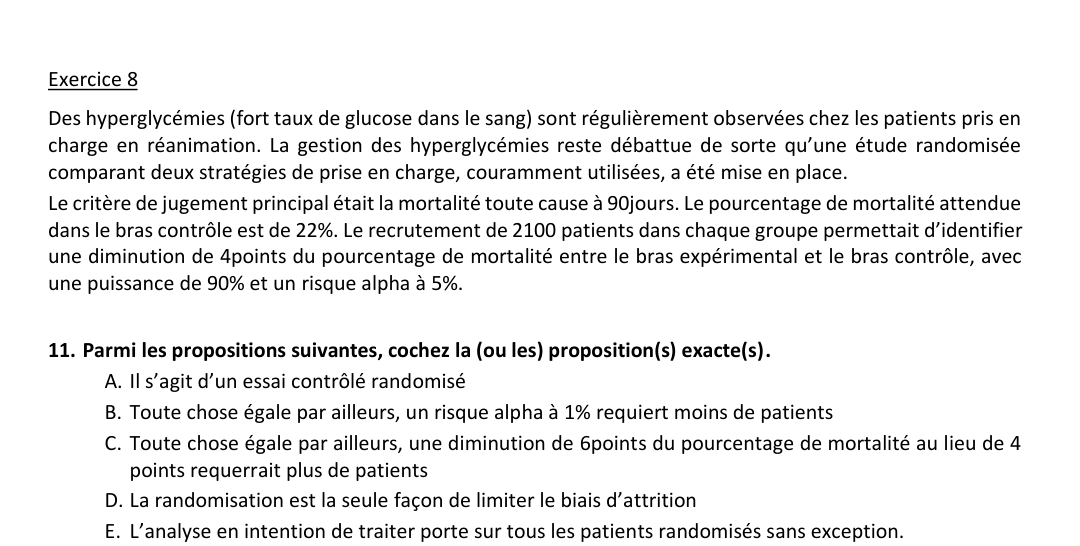 Exercice 8
Des hyperglycémies (fort taux de glucose dans le sang) sont régulièrement observées chez les patients pris en
charge en réanimation. La gestion des hyperglycémies reste débattue de sorte qu’une étude randomisée
comparant deux stratégies de prise en charge, couramment utilisées, a été mise en place.
Le critère de jugement principal était la mortalité toute cause à 90jours. Le pourcentage de mortalité attendue
dans le bras contrôle est de 22%. Le recrutement de 2100 patients dans chaque groupe permettait d’identifier
une diminution de 4points du pourcentage de mortalité entre le bras expérimental et le bras contrôle, avec
une puissance de 90% et un risque alpha à 5%.
11. Parmi les propositions suivantes, cochez la (ou les) proposition(s) exacte(s).
A. Il s’agit d’un essai contrôlé randomisé
B. Toute chose égale par ailleurs, un risque alpha à 1% requiert moins de patients
C. Toute chose égale par ailleurs, une diminution de 6points du pourcentage de mortalité au lieu de 4
points requerrait plus de patients
D. La randomisation est la seule façon de limiter le biais d’attrition
E. L’analyse en intention de traiter porte sur tous les patients randomisés sans exception.